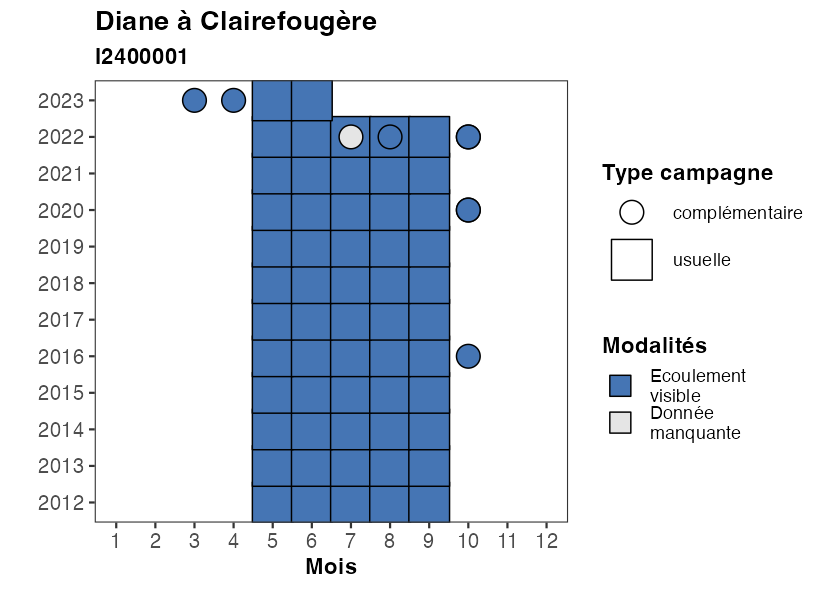 Diane à Clairefougère
I2400001
2023
2022
2021
2020
2019
2018
2017
2016
2015
2014
2013
2012
1 2 3 4 5 6 7 8 9 10 11 12
Mois
Type campagne
complémentaire
usuelle
Modalités
Ecoulement
visible
Donnée
manquante